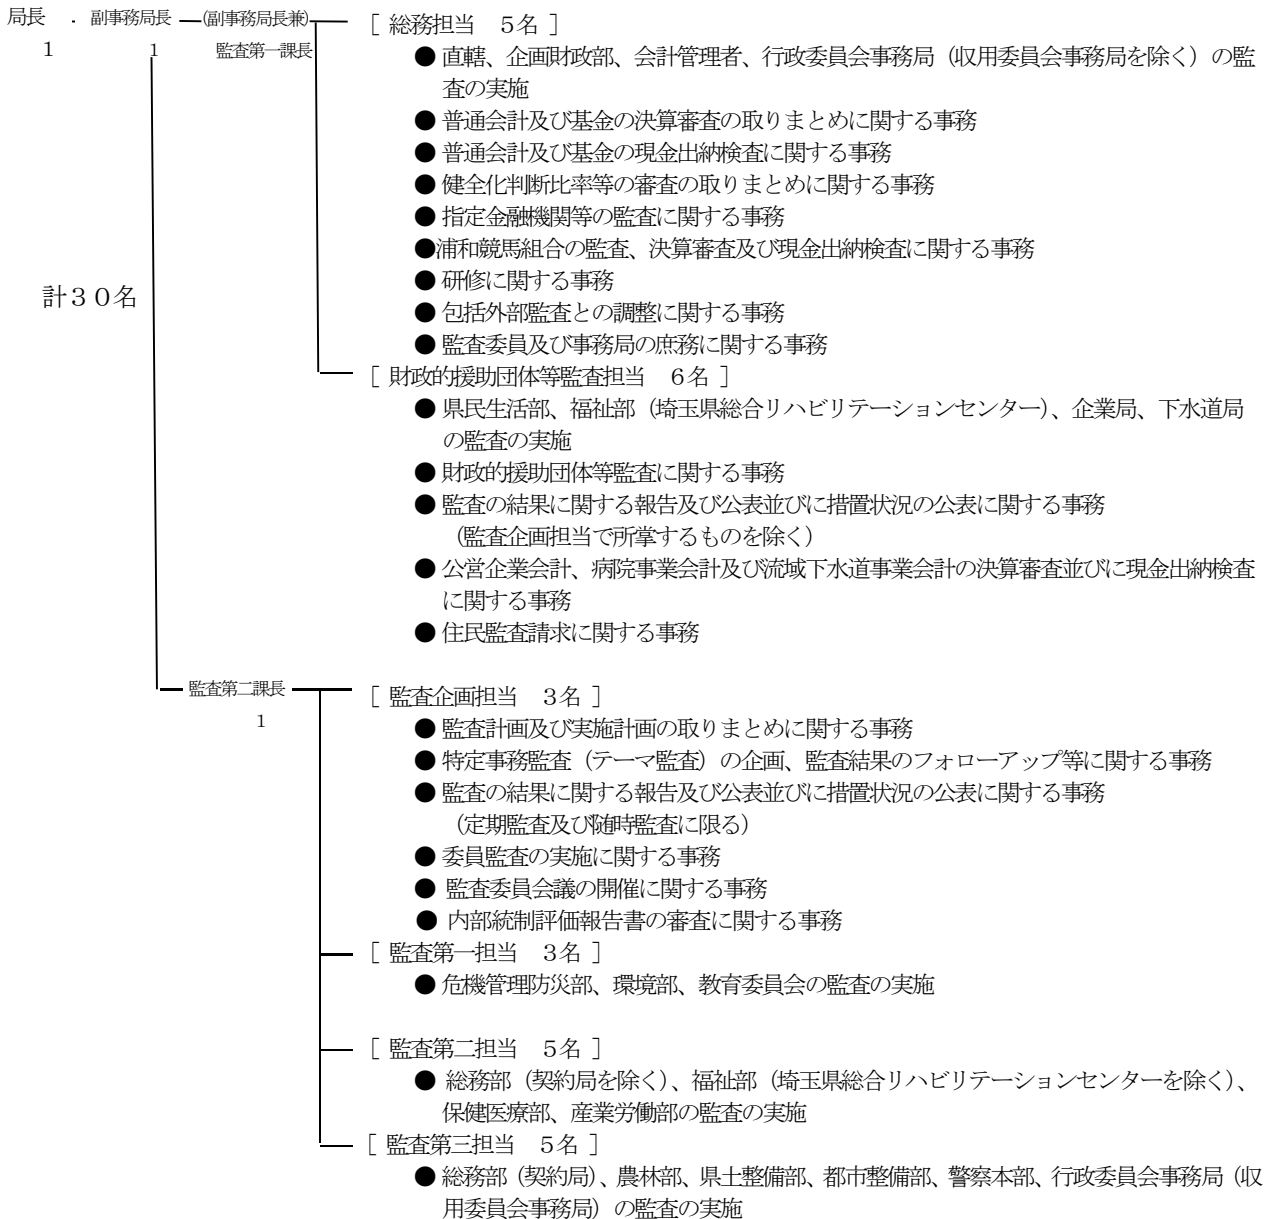 局長 . 副事務局長 (副事務局長兼) [ 総務担当 5名 ]
1 1 監査第一課長
● 直轄、企画財政部、会計管理者、行政委員会事務局（収用委員会事務局を除く）の監
査の実施
● 普通会計及び基金の決算審査の取りまとめに関する事務
● 普通会計及び基金の現金出納検査に関する事務
● 健全化判断比率等の審査の取りまとめに関する事務
● 指定金融機関等の監査に関する事務
●浦和競馬組合の監査、決算審査及び現金出納検査に関する事務
● 研修に関する事務
計３０名
● 包括外部監査との調整に関する事務
● 監査委員及び事務局の庶務に関する事務
[ 財政的援助団体等監査担当 ６名 ]
● 県民生活部、福祉部（埼玉県総合リハビリテーションセンター）、企業局、下水道局
の監査の実施
● 財政的援助団体等監査に関する事務
● 監査の結果に関する報告及び公表並びに措置状況の公表に関する事務
（監査企画担当で所掌するものを除く）
● 公営企業会計、病院事業会計及び流域下水道事業会計の決算審査並びに現金出納検査
に関する事務
● 住民監査請求に関する事務
監査第二課長 [ 監査企画担当 ３名 ]
1
● 監査計画及び実施計画の取りまとめに関する事務
● 特定事務監査（テーマ監査）の企画、監査結果のフォローアップ等に関する事務
● 監査の結果に関する報告及び公表並びに措置状況の公表に関する事務
（定期監査及び随時監査に限る）
● 委員監査の実施に関する事務
● 監査委員会議の開催に関する事務
● 内部統制評価報告書の審査に関する事務
[ 監査第一担当 ３名 ]
● 危機管理防災部、環境部、教育委員会の監査の実施
[ 監査第二担当 ５名 ]
● 総務部（契約局を除く）、福祉部（埼玉県総合リハビリテーションセンターを除く）、
保健医療部、産業労働部の監査の実施
[ 監査第三担当 ５名 ]
● 総務部（契約局）、農林部、県土整備部、都市整備部、警察本部、行政委員会事務局（収
用委員会事務局）の監査の実施